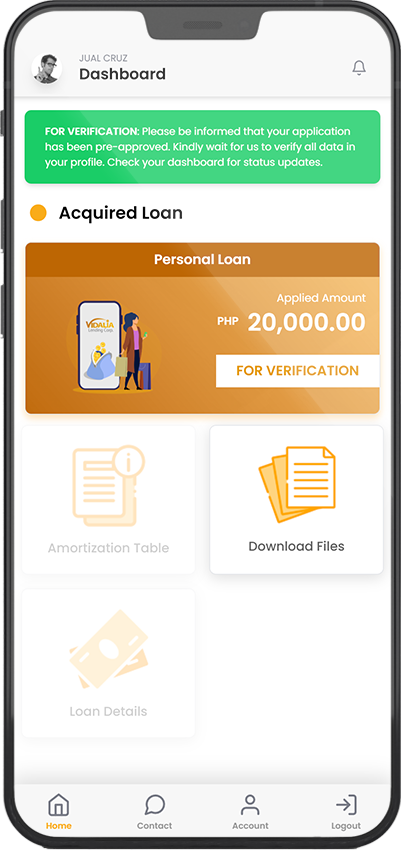 JUAL CRUZ
Dashboard
FOR VERIFICATION: Please be informed that your application
has been pre-approved. Kindly wait for us to verify all data in
your profile. Check your dashboard for status updates.
Acquired Loan
Personal Loan
Applied Amount
PHP 20,000.00
VIDALIA
Lending Corp.
FOR VERIFICATION
Amortization Table
Download Files
Loan Details
Home
Contact
Account
Logout